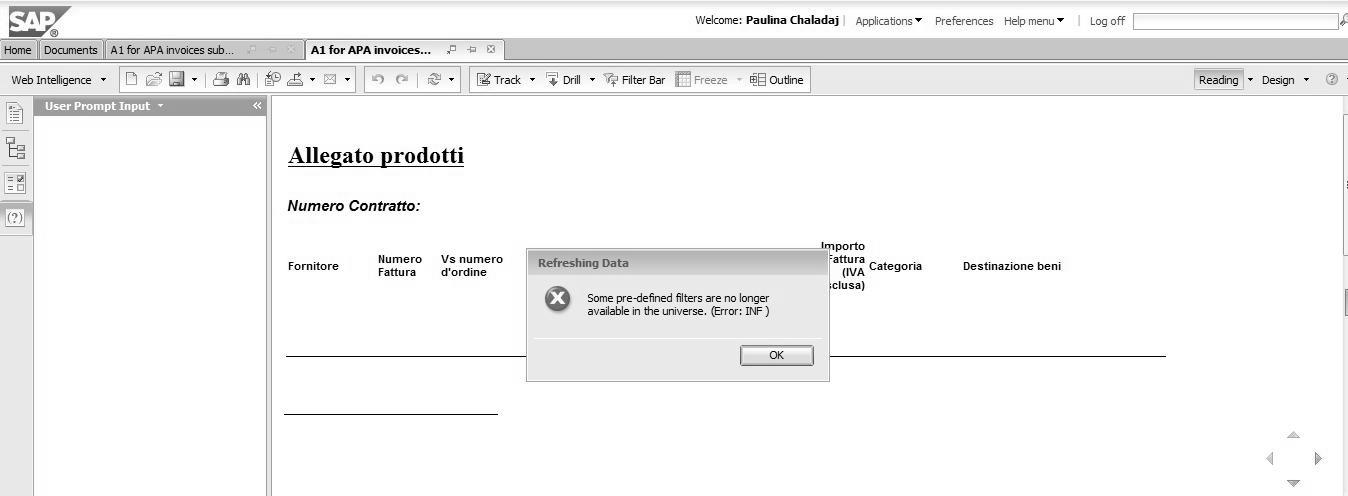 SAP®
Welcome: Paulina Chaladaj | Applications | Preferences Help menu | Log off
Home Documents A1 for APA invoices sub... A1 for APA invoices...
Web Intelligence Track Drill Filter Bar Freeze Outline Reading Design
User Prompt Input «
Allegato prodotti
Numero Contratto:
Fornitore
Numero
Fattura
Vs numero
d'ordine
Importo
Fattura
(IVA
sclusa)
Categoria
Destinazione beni
Refreshing Data
Some pre-defined filters are no longer
available in the universe. (Error: INF )
OK